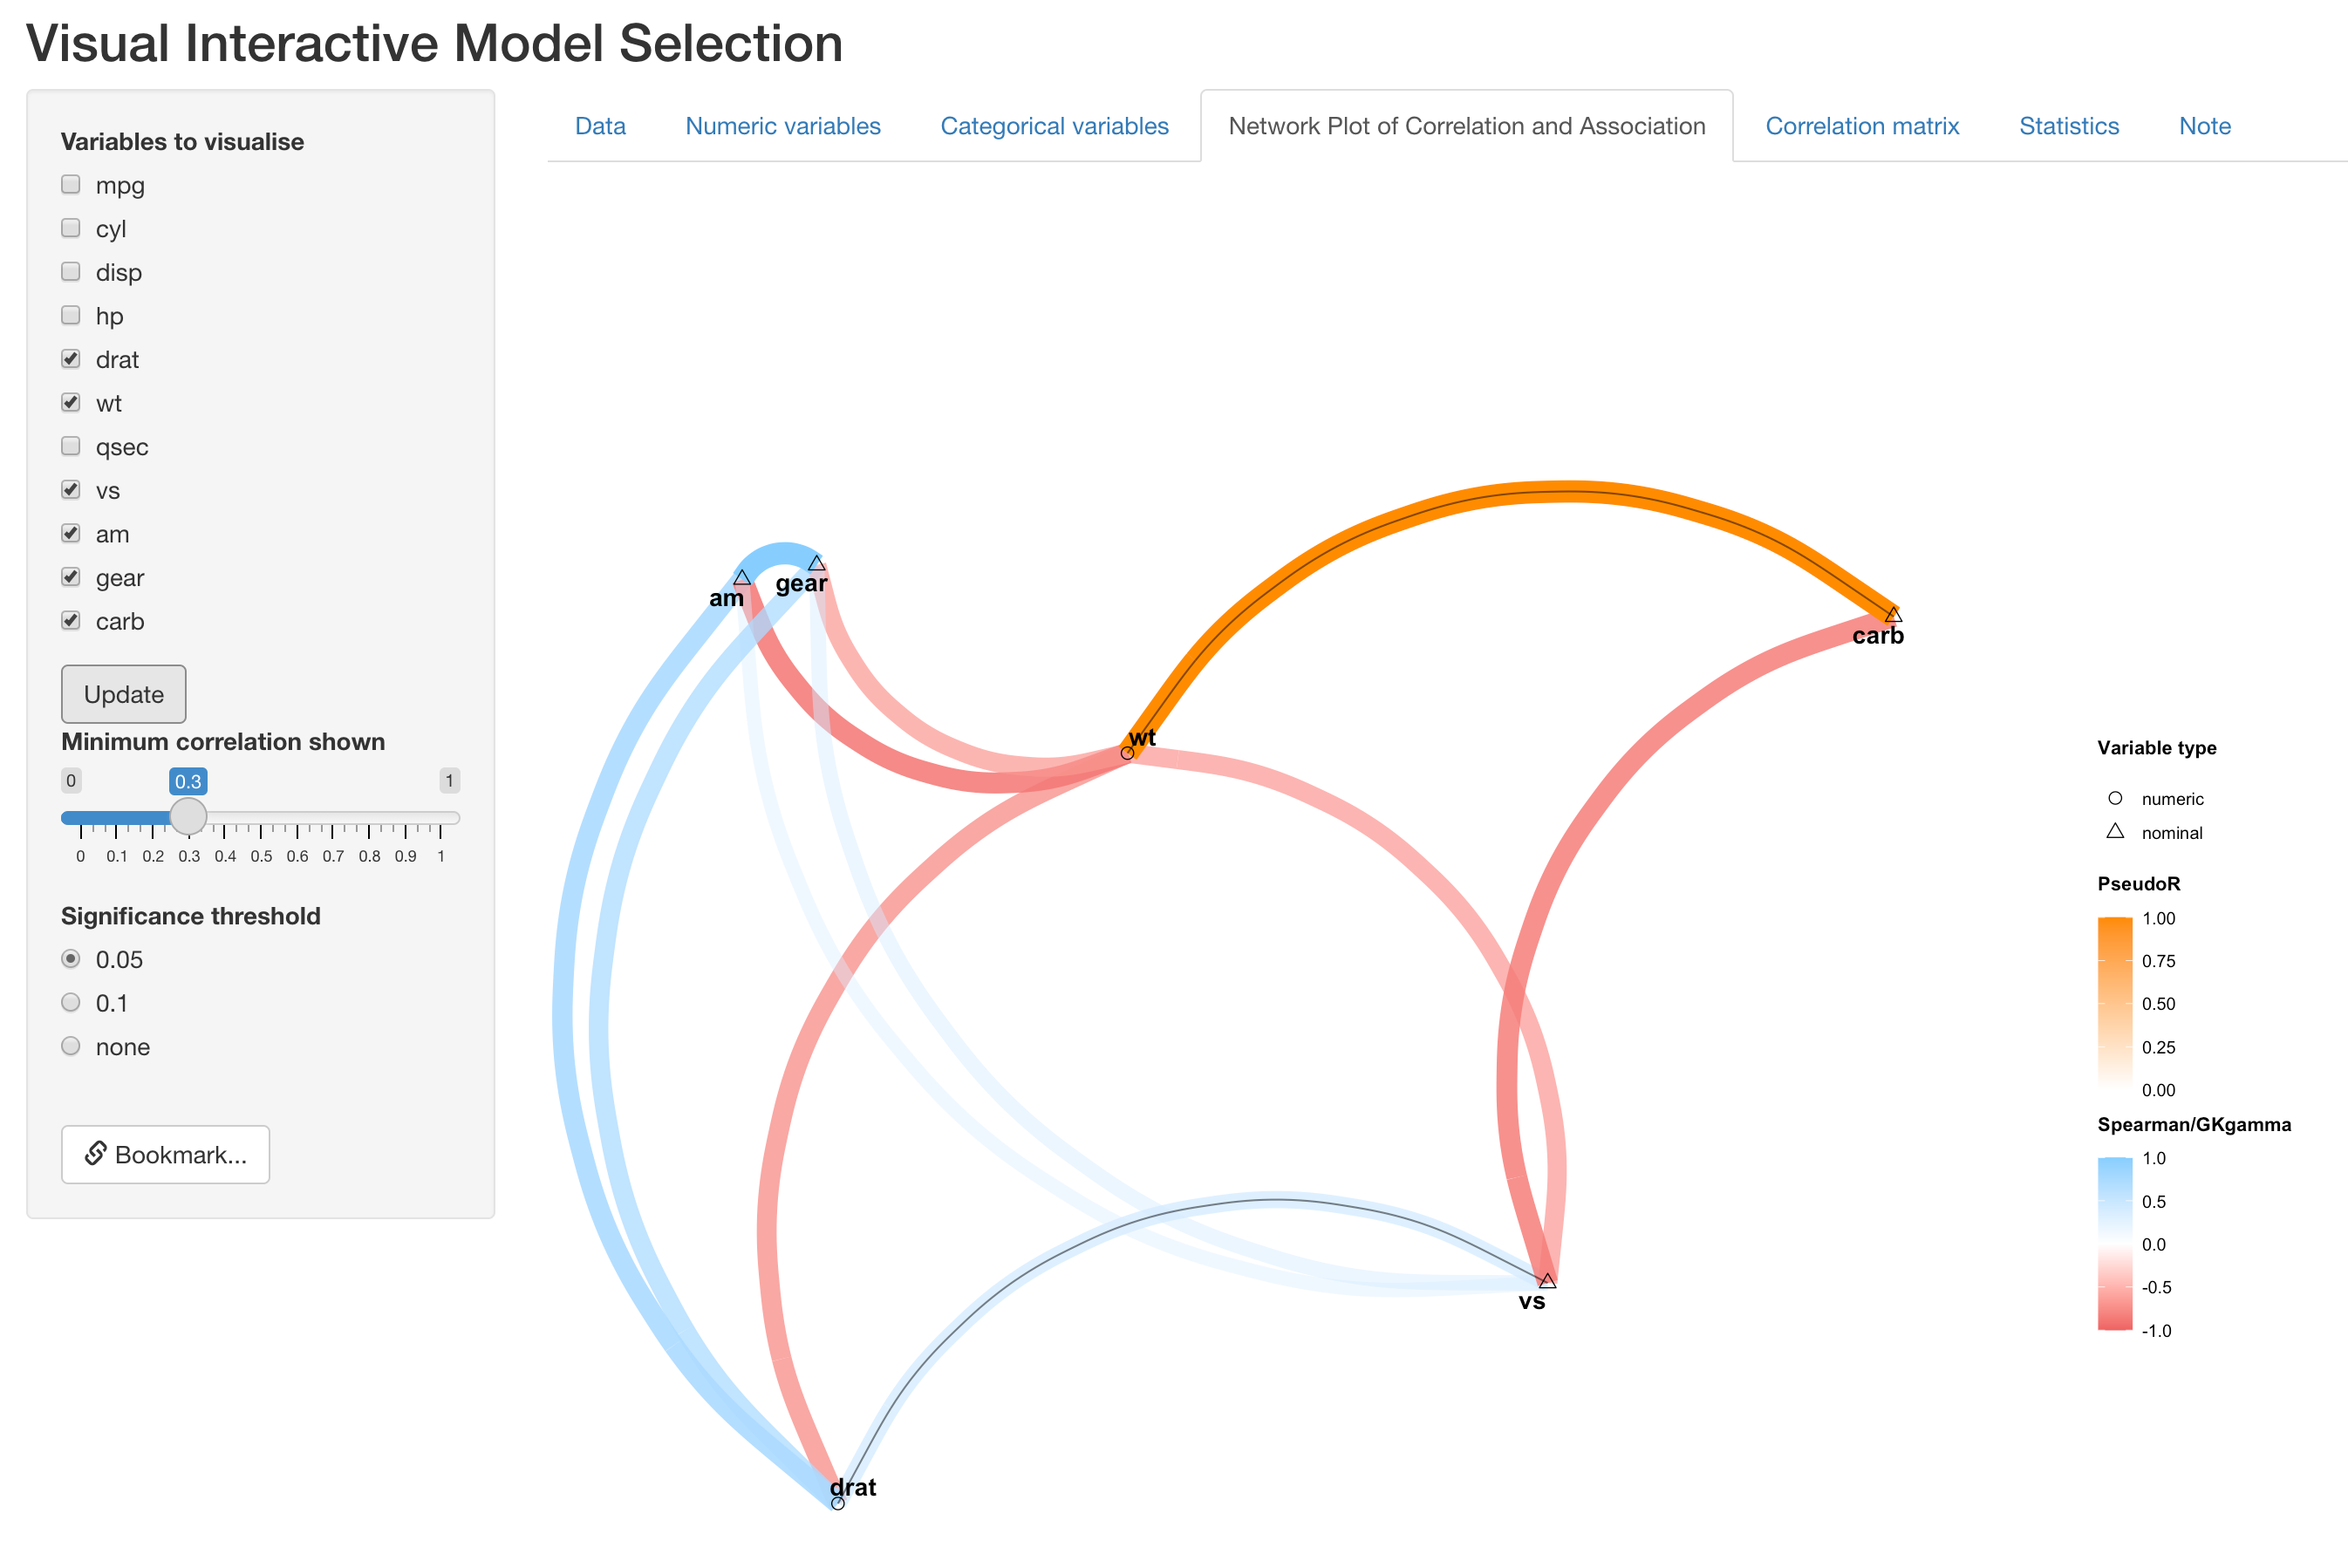 Visual Interactive Model Selection
Variables to visualise
mpg
cyl
disp
hp
drat
wt
qsec
vs
am
gear
carb
Update
Minimum correlation shown
0 0.3 1
0 0.1 0.2 0.3 0.4 0.5 0.6 0.7 0.8 0.9 1
Significance threshold
0.05
0.1
none
Bookmark...
Data Numeric variables Categorical variables Network Plot of Correlation and Association Correlation matrix Statistics Note
am
gear
carb
wt
vs
drat
Variable type
numeric
nominal
PseudoR
1.00
0.75
0.50
0.25
0.00
Spearman/GKgamma
1.0
0.5
0.0
-0.5
-1.0